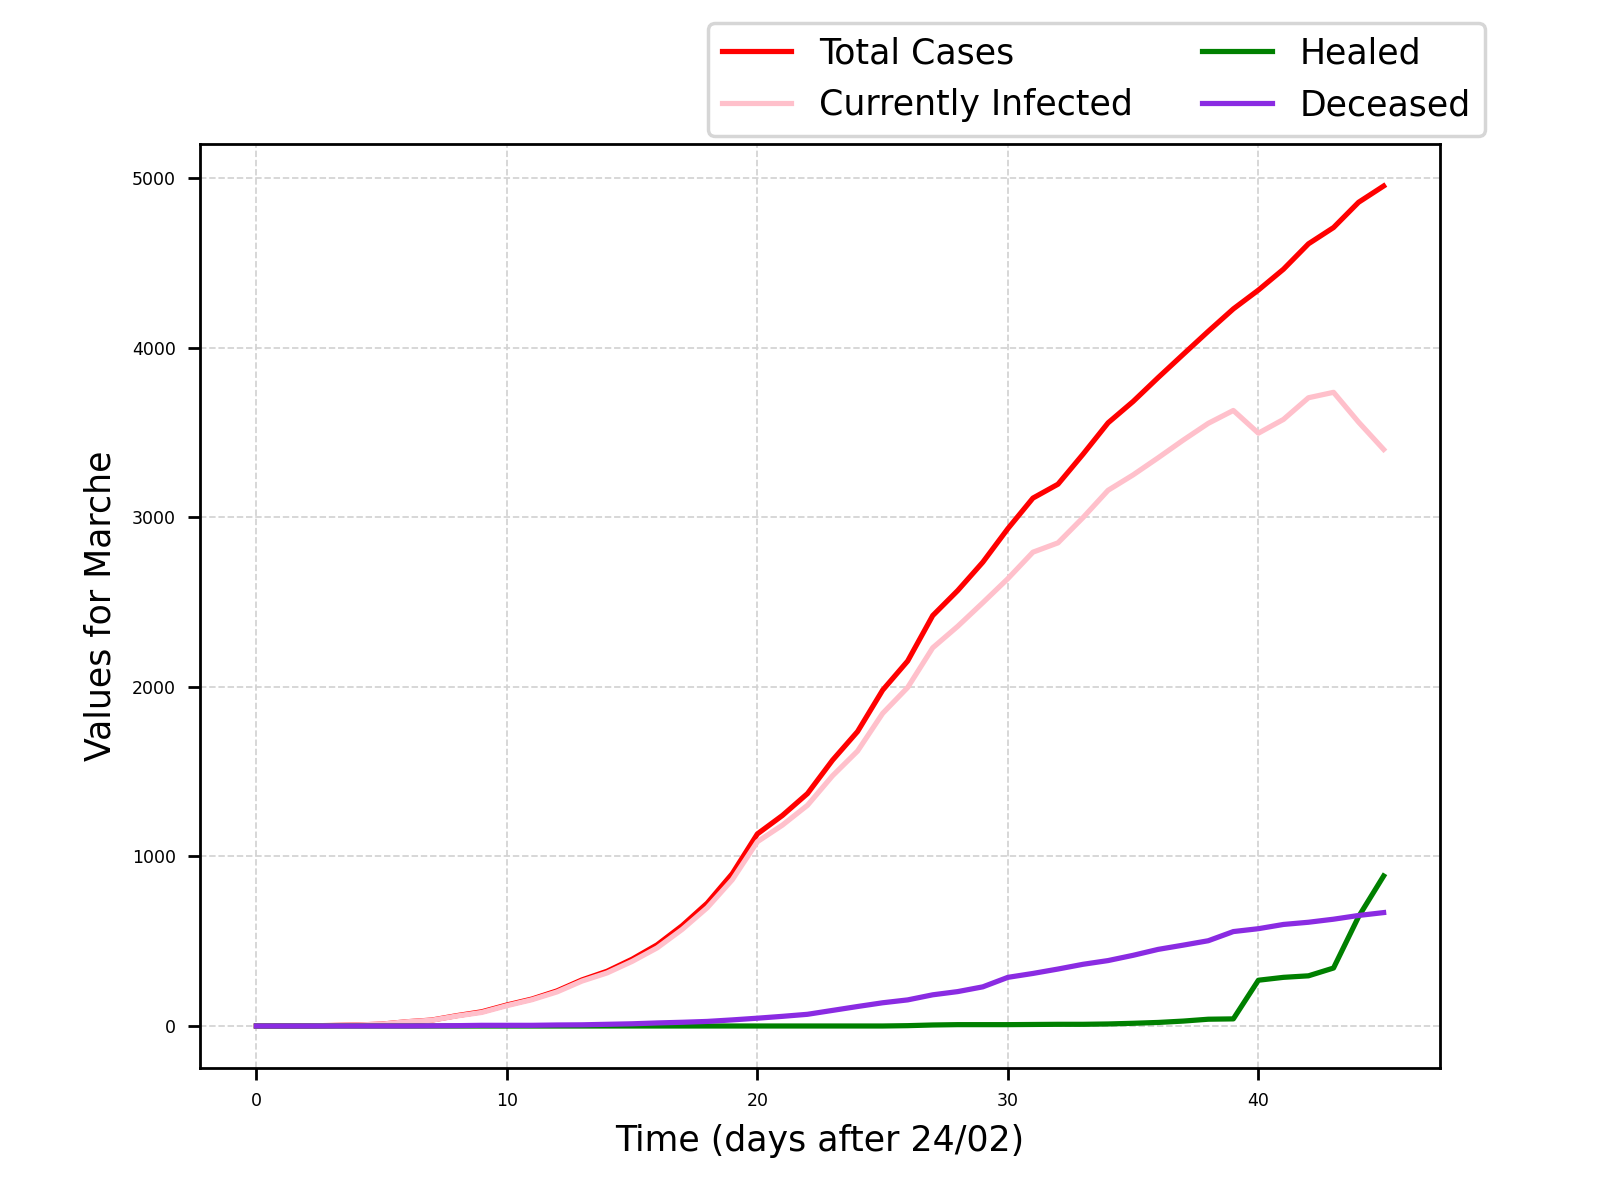 Total Cases
Currently Infected
Healed
Deceased
5000
4000
3000
2000
1000
0
Values for Marche
0 10 20 30 40
Time (days after 24/02)